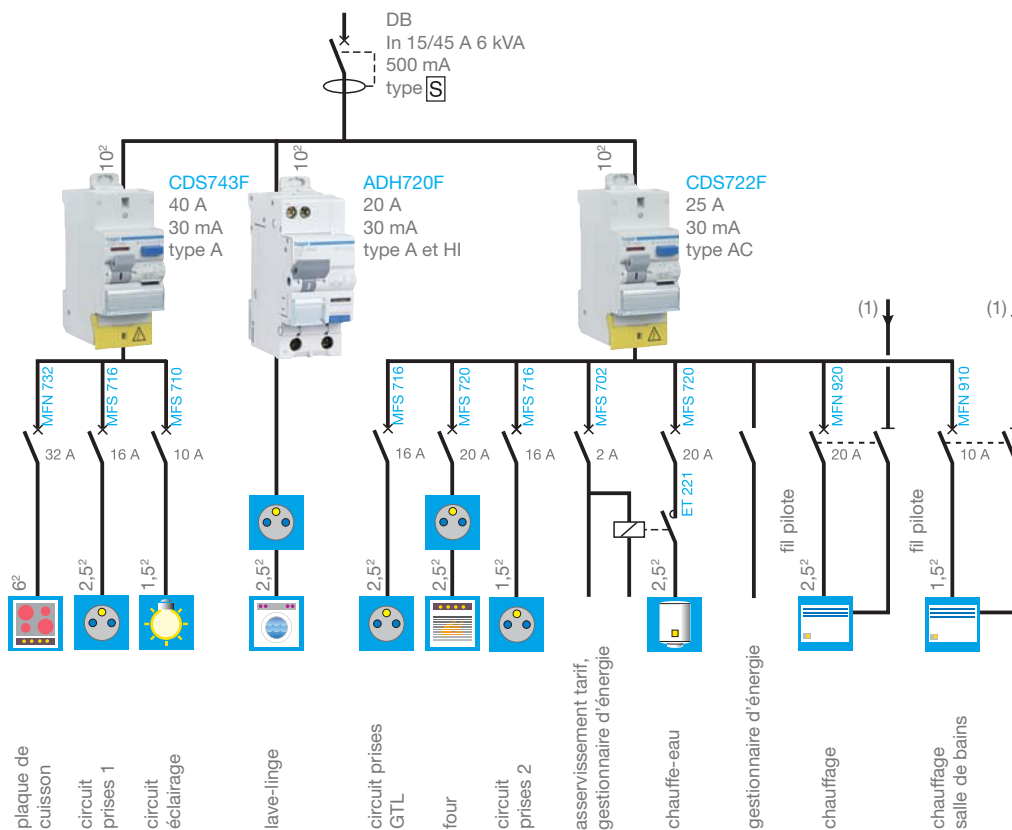 DB
In 15/45 A 6 kVA
500 mA
type S
10²
CDS743F
40 A
30 mA
type A
10²
ADH720F
20 A
30 mA
type A et HI
10²
CDS722F
25 A
30 mA
type AC
(1)
(1)
MFN 732
MFS 716
MFS 710
MFS 716
MFS 720
MFS 716
MFS 702
MFS 720
MFN 920
MFN 910
32 A
16 A
10 A
16 A
20 A
16 A
2 A
20 A
20 A
10 A
ET 221
fil pilote
fil pilote
6²
2,5²
1,5²
2,5²
2,5²
2,5²
1,5²
2,5²
2,5²
1,5²
plaque de
cuisson
circuit
prises 1
circuit
éclairage
lave-linge
circuit prises
GTL
four
circuit
prises 2
asservissement tarif,
gestionnaire d'énergie
chauffe-eau
gestionnaire d'énergie
chauffage
chauffage
salle de bains